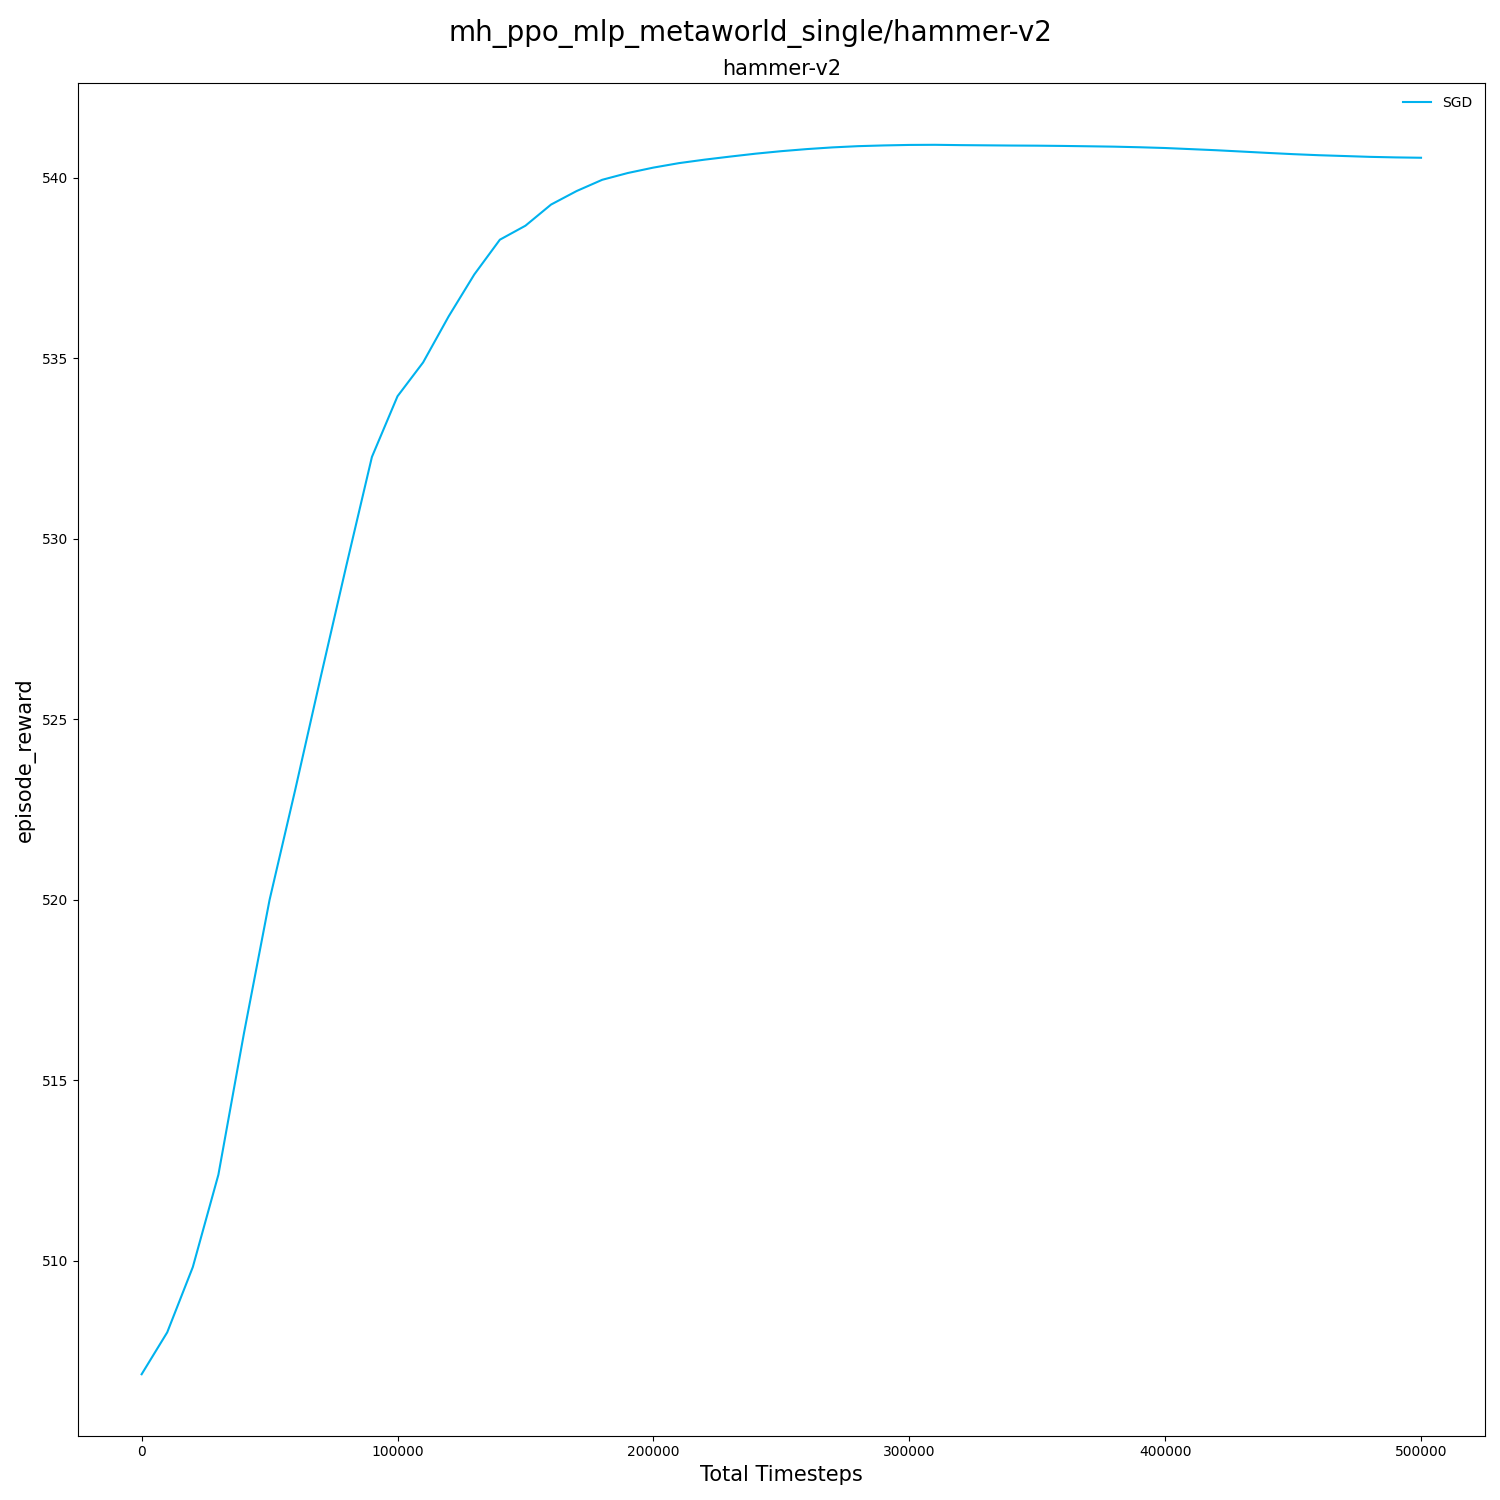 mh_ppo_mlp_metaworld_single/hammer-v2
hammer-v2
SGD
540
535
530
525
520
515
510
episode_reward
0 100000 200000 300000 400000 500000
Total Timesteps